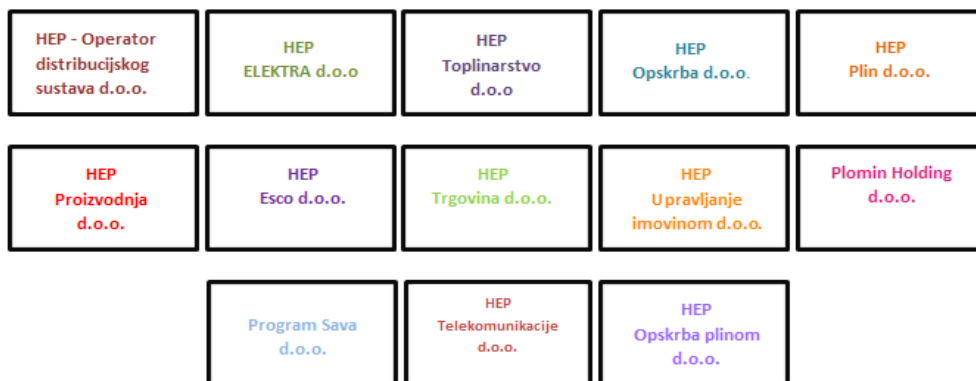 HEP - Operator
distribucijskog
sustava d.o.o.
HEP
ELEKTRA d.o.o
HEP
Toplinarstvo
d.o.o
HEP
Opskrba d.o.o.
HEP
Plin d.o.o.
HEP
Proizvodnja
d.o.o.
HEP
Esco d.o.o.
HEP
Trgovina d.o.o.
HEP
Upravljanje
imovinom d.o.o.
Plomin Holding
d.o.o.
Program Sava
d.o.o.
HEP
Telekomunikacije
d.o.o.
HEP
Opskrba plinom
d.o.o.